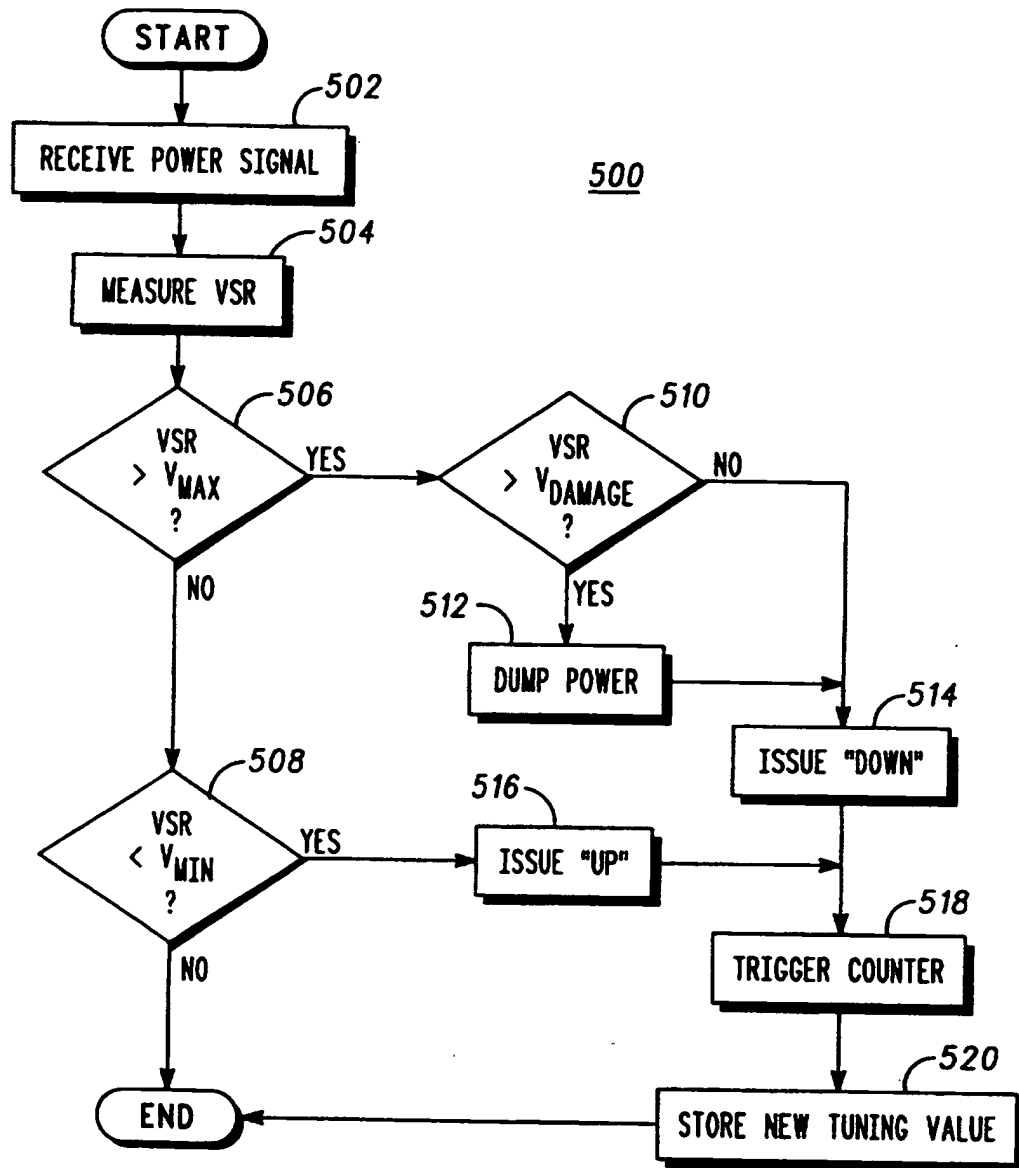 START
502
RECEIVE POWER SIGNAL
500
504
MEASURE VSR
506
VSR
> VMAX
?
YES
NO
510
VSR
> VDAMAGE
?
NO
YES
512
DUMP POWER
514
ISSUE "DOWN"
508
VSR
< VMIN
?
YES
NO
516
ISSUE "UP"
518
TRIGGER COUNTER
520
STORE NEW TUNING VALUE
END